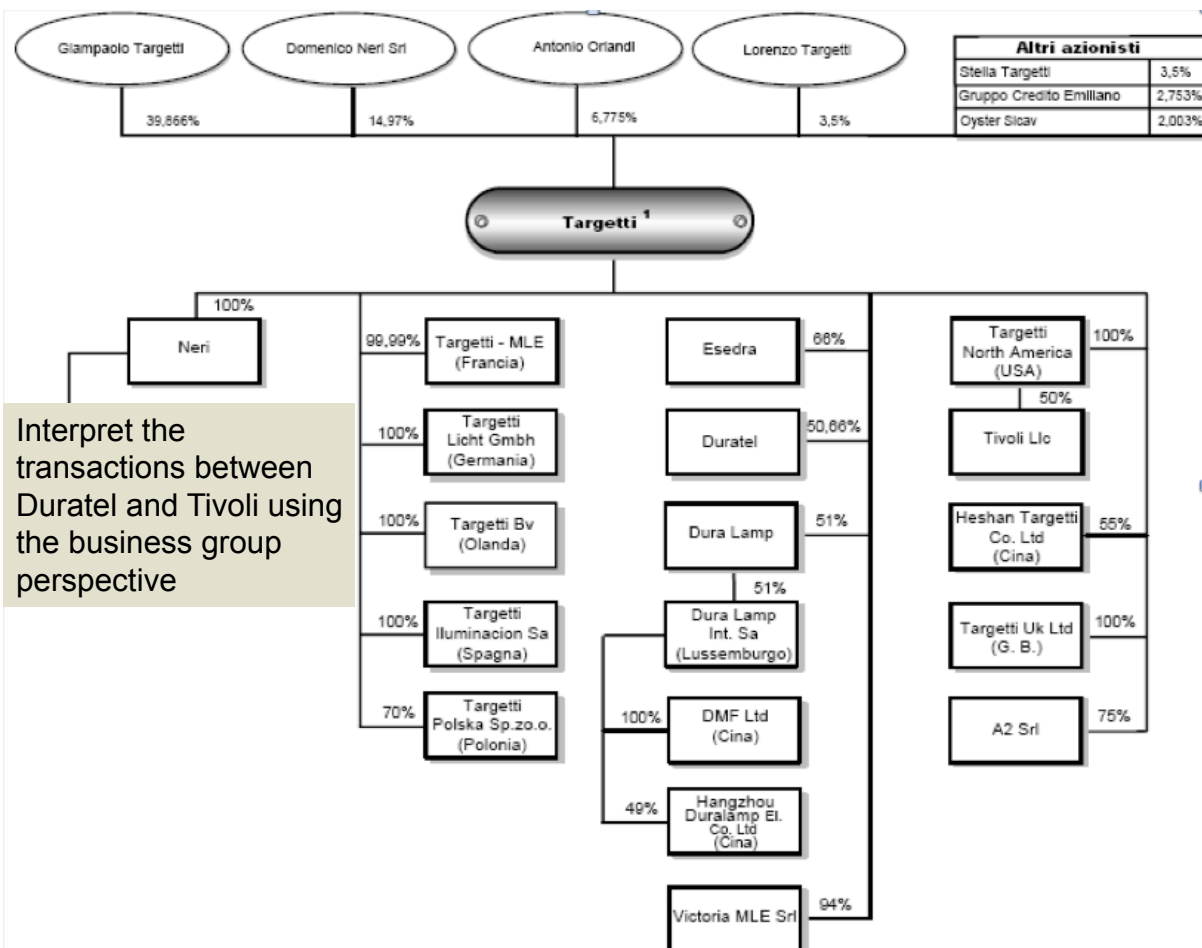 Giampaolo Targetti
Domenico Neri Srl
Antonio Orlandi
Lorenzo Targetti
Altri azionisti
Stella Targetti 3,5%
Gruppo Credito Emiliano 2,753%
Oyster Sicav 2,003%
39,866%
14,97%
6,775%
3,5%
Targetti 1
100%
Neri
Interpret the
transactions between
Duratel and Tivoli using
the business group
perspective
99,99%
Targetti - MLE
(Francia)
100%
Targetti
Licht Gmbh
(Germania)
100%
Targetti Bv
(Olanda)
100%
Targetti
Iluminacion Sa
(Spagna)
70%
Targetti
Polska Sp.zo.o.
(Polonia)
Esedra
66%
Duratel
50,66%
Dura Lamp
51%
51%
Dura Lamp
Int. Sa
(Lussemburgo)
100%
DMF Ltd
(Cina)
49%
Hangzhou
Duralamp El.
Co. Ltd
(Cina)
Victoria MLE Srl
94%
Targetti
North America
(USA)
100%
50%
Tivoli Llc
Heshan Targetti
Co. Ltd
(Cina)
55%
Targetti Uk Ltd
(G. B.)
100%
A2 Srl
75%